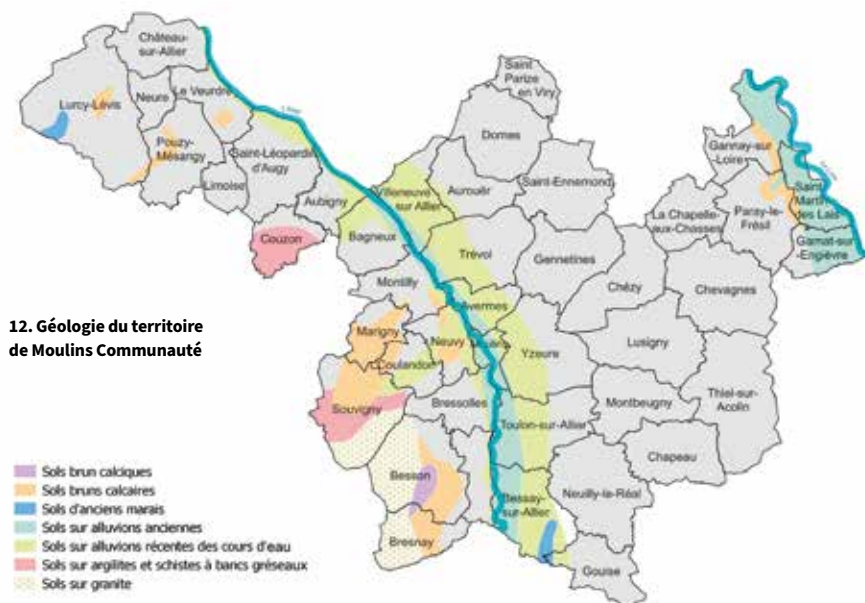 Château-
sur-Allier
Saint
Parize
en Viry
Lurcy-Lévis
Neure
Le Veurdre
Dornes
Gannay-sur
Loire
Pouzy-
Mésangy
Saint-Léopardin
d'Augy
Limoise
Villeneuve
sur Allier
Aurouër
Saint-Ennemond
Saint
Martin
des Lais
Aubigny
La Chapelle-
aux-Chasses
Paray-le-
Frésil
Couzon
Bagneux
Trévol
Gennetines
Garnat-sur
-Engièvre
Montilly
Chézy
Chevagnes
12. Géologie du territoire
de Moulins Communauté
Avermes
Marigny
Neuvy
Moulins
Yzeure
Lusigny
Coulandon
Souvigny
Bressolles
Montbeugny
Thiel-sur-
Acolin
Toulon-sur-Allier
Chapeau
Besson
Bessay-
sur-Allier
Neuilly-le-Réal
Bresnay
Gouise
Sols brun calciques
Sols bruns calcaires
Sols d'anciens marais
Sols sur alluvions anciennes
Sols sur alluvions récentes des cours d'eau
Sols sur argilites et schistes à bancs gréseaux
Sols sur granite